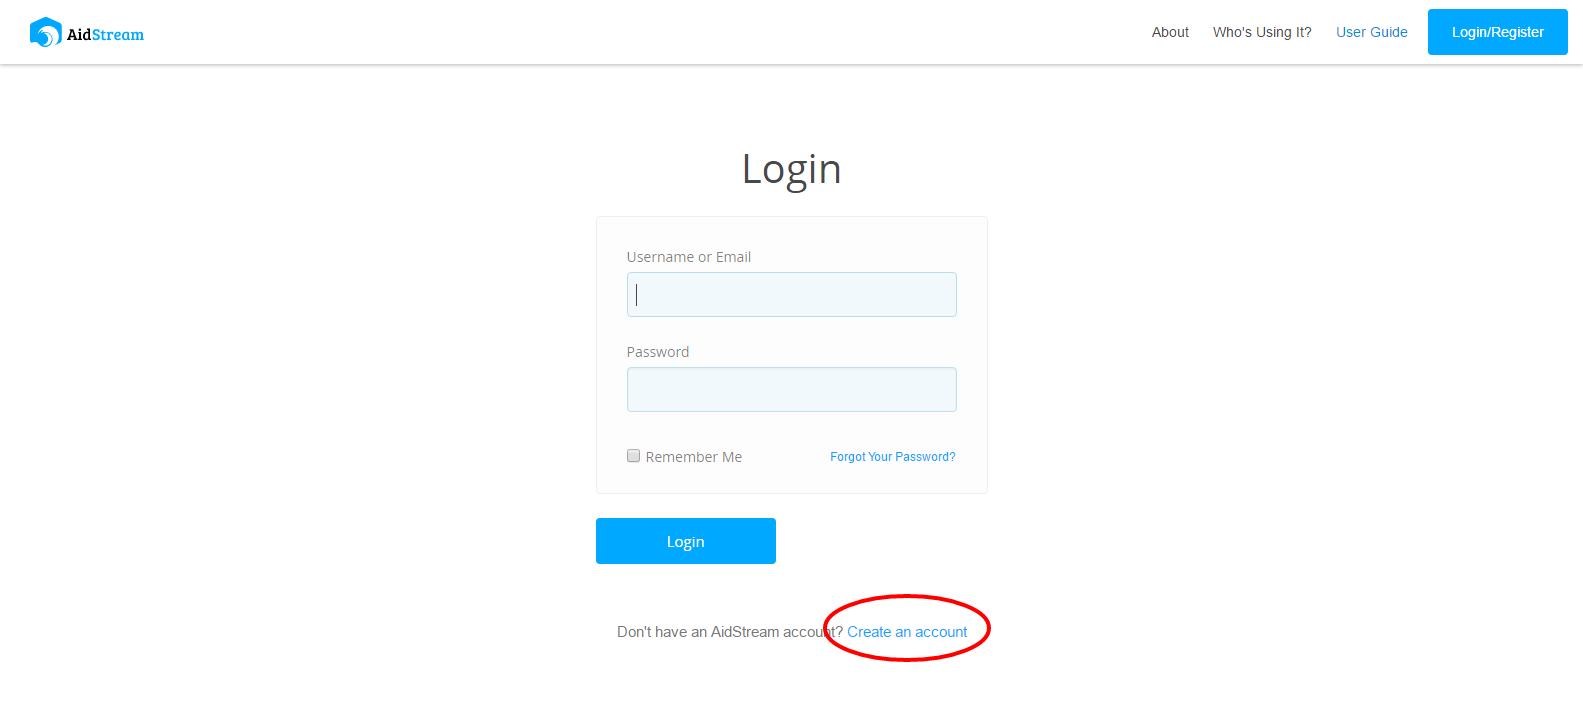 AidStream
About Who's Using It? User Guide Login/Register
Login
Username or Email
Password
Remember Me Forgot Your Password?
Login
Don't have an AidStream account? Create an account